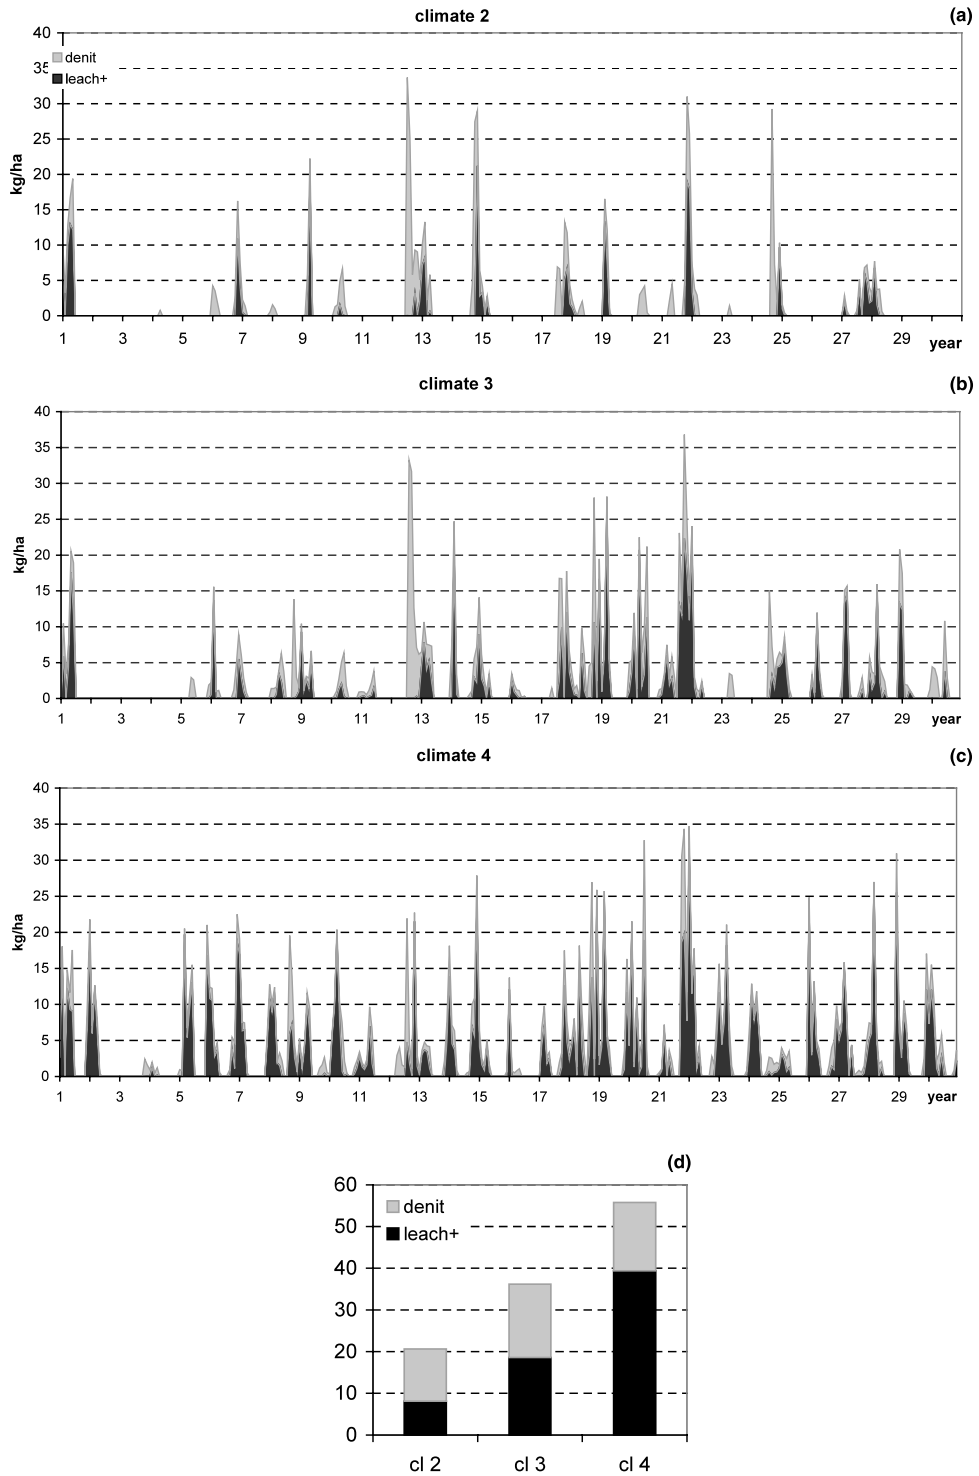 climate 2
(a)
40
35
30
25
20
15
10
5
0
kg/ha
denit
leach+
1 3 5 7 9 11 13 15 17 19 21 23 25 27 29 year
climate 3
(b)
40
35
30
25
20
15
10
5
0
kg/ha
1 3 5 7 9 11 13 15 17 19 21 23 25 27 29 year
climate 4
(c)
40
35
30
25
20
15
10
5
0
kg/ha
1 3 5 7 9 11 13 15 17 19 21 23 25 27 29 year
(d)
60
50
40
30
20
10
0
denit
leach+
cl 2 cl 3 cl 4